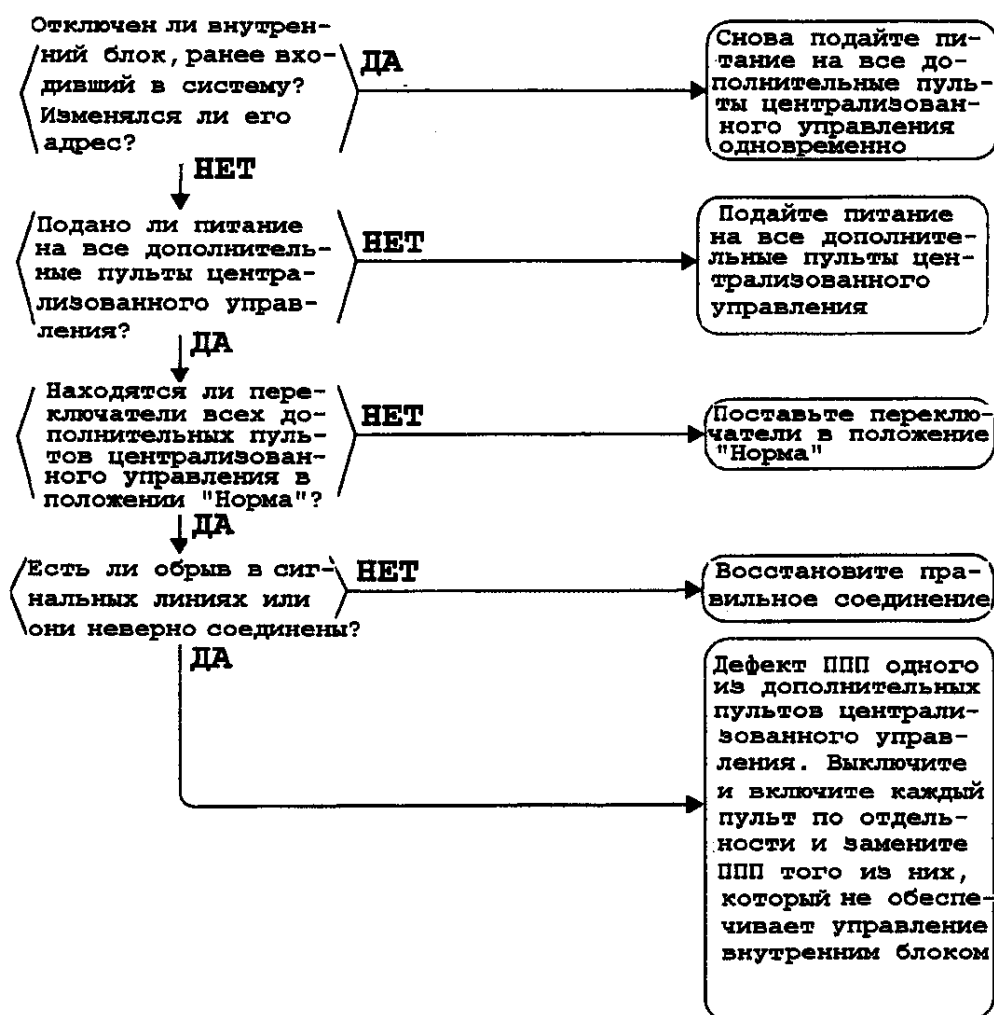 Отключен ли внутрен-
ний блок, ранее вхо-
дивший в систему?
Изменялся ли его
адрес?
ДА
Снова подайте пи-
тание на все до-
полнительные пуль-
ты централизован-
ного управления
одновременно
НЕТ
Подано ли питание
на все дополнитель-
ные пульты центра-
лизованного управ-
ления?
НЕТ
Подайте питание
на все дополните-
льные пульты цен-
трализованного
управления
ДА
Находятся ли пере-
ключатели всех до-
полнительных пуль-
тов централизован-
ного управления в
положении "Норма"?
НЕТ
Поставьте переклю-
чатели в положение
"Норма"
ДА
Есть ли обрыв в сиг-
нальных линиях или
они неверно соединены?
НЕТ
Восстановите пра-
вильное соединение
ДА
Дефект ППП одного
из дополнительных
пультов централи-
зованного управ-
ления. Выключите
и включите каждый
пульт по отдель-
ности и замените
ППП того из них,
который не обеспе-
чивает управление
внутренним блоком